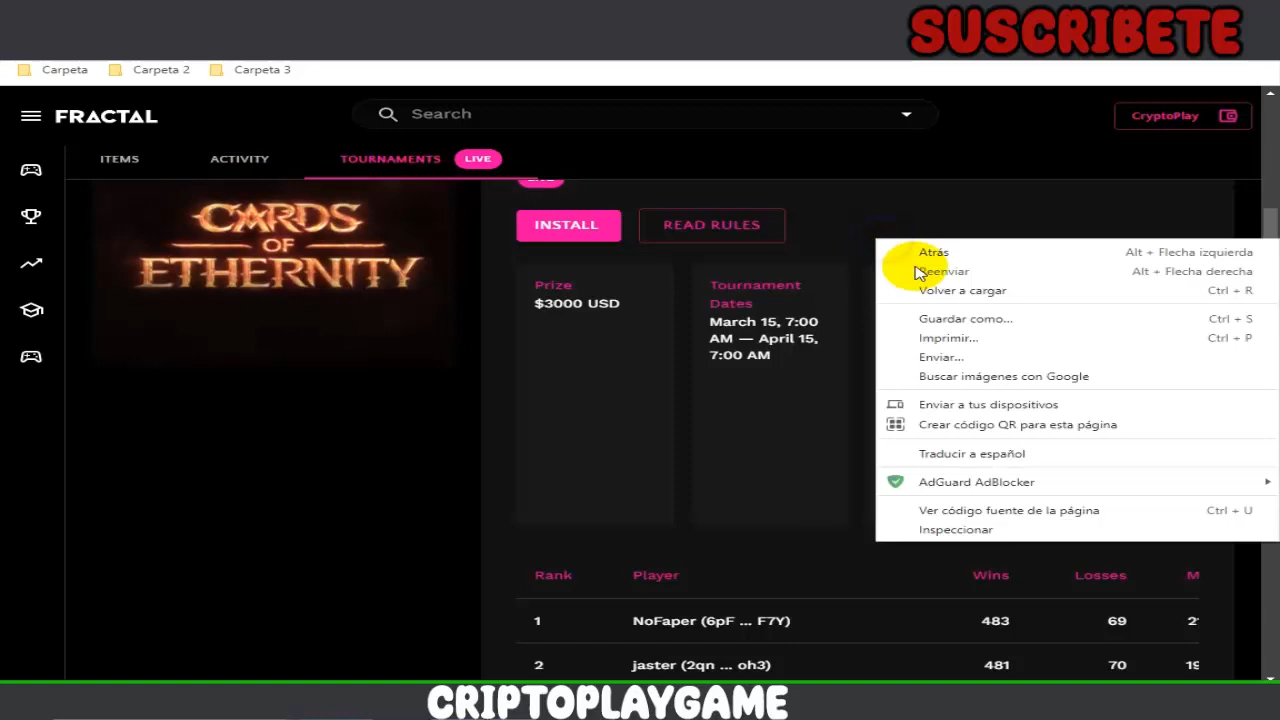 SUSCRIBETE
Carpeta Carpeta 2 Carpeta 3
FRACTAL Search CryptoPlay
ITEMS ACTIVITY TOURNAMENTS LIVE
CARDS
OF
ETHERNITY
INSTALL READ RULES
Prize
$3000 USD
Tournament
Dates
March 15, 7:00
AM — April 15,
7:00 AM
Atrás Alt + Flecha izquierda
Reenviar Alt + Flecha derecha
Volver a cargar Ctrl + R
Guardar como... Ctrl + S
Imprimir... Ctrl + P
Enviar...
Buscar imágenes con Google
Enviar a tus dispositivos
Crear código QR para esta página
Traducir a español
AdGuard AdBlocker
Ver código fuente de la página Ctrl + U
Inspeccionar
Rank Player Wins Losses M
1 NoFaper (6pF ... F7Y) 483 69
2 jaster (2qn ... oh3) 481 70
CRIPTOPLAYGAME